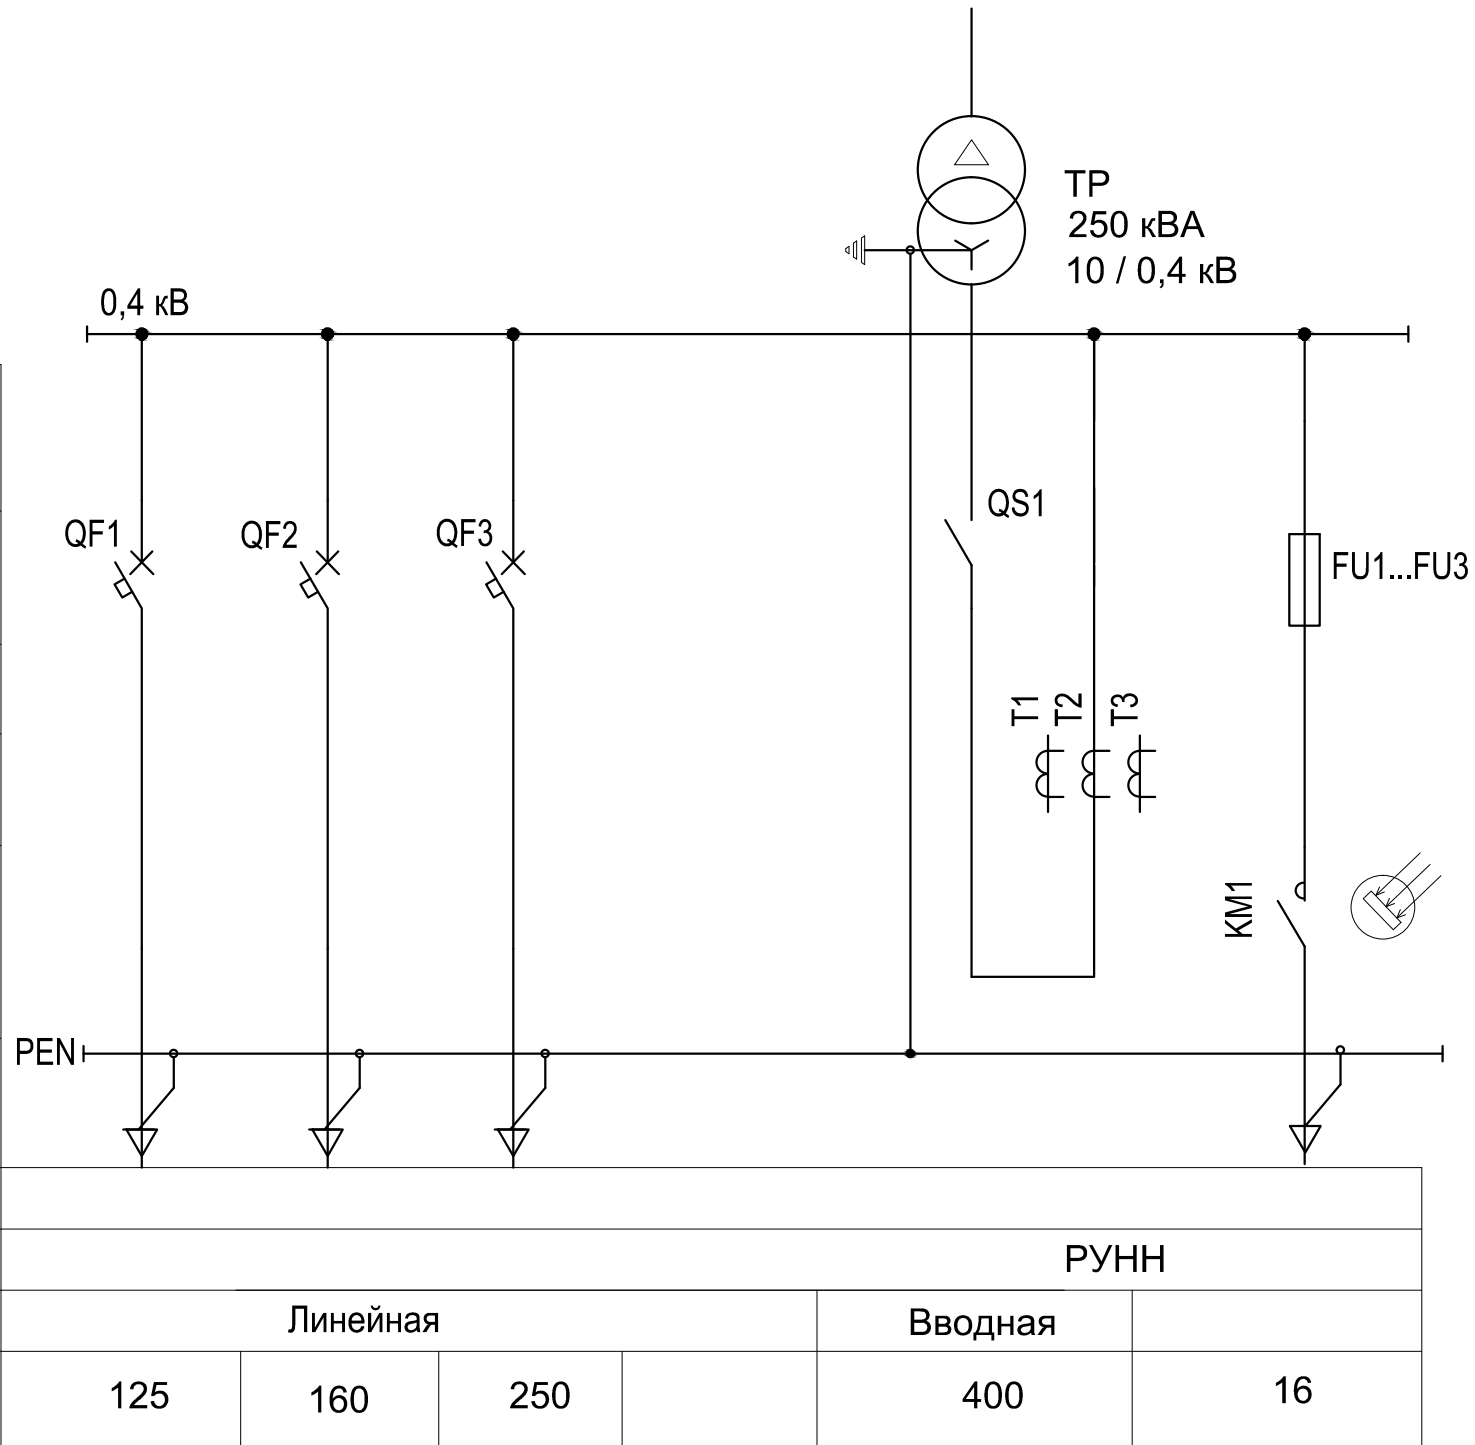 ТР
250 кВА
10 / 0,4 кВ
0,4 кВ
QS1
QF1
QF2
QF3
FU1...FU3
T1
T2
T3
KM1
PEN
РУНН
Линейная
Вводная
125
160
250
400
16